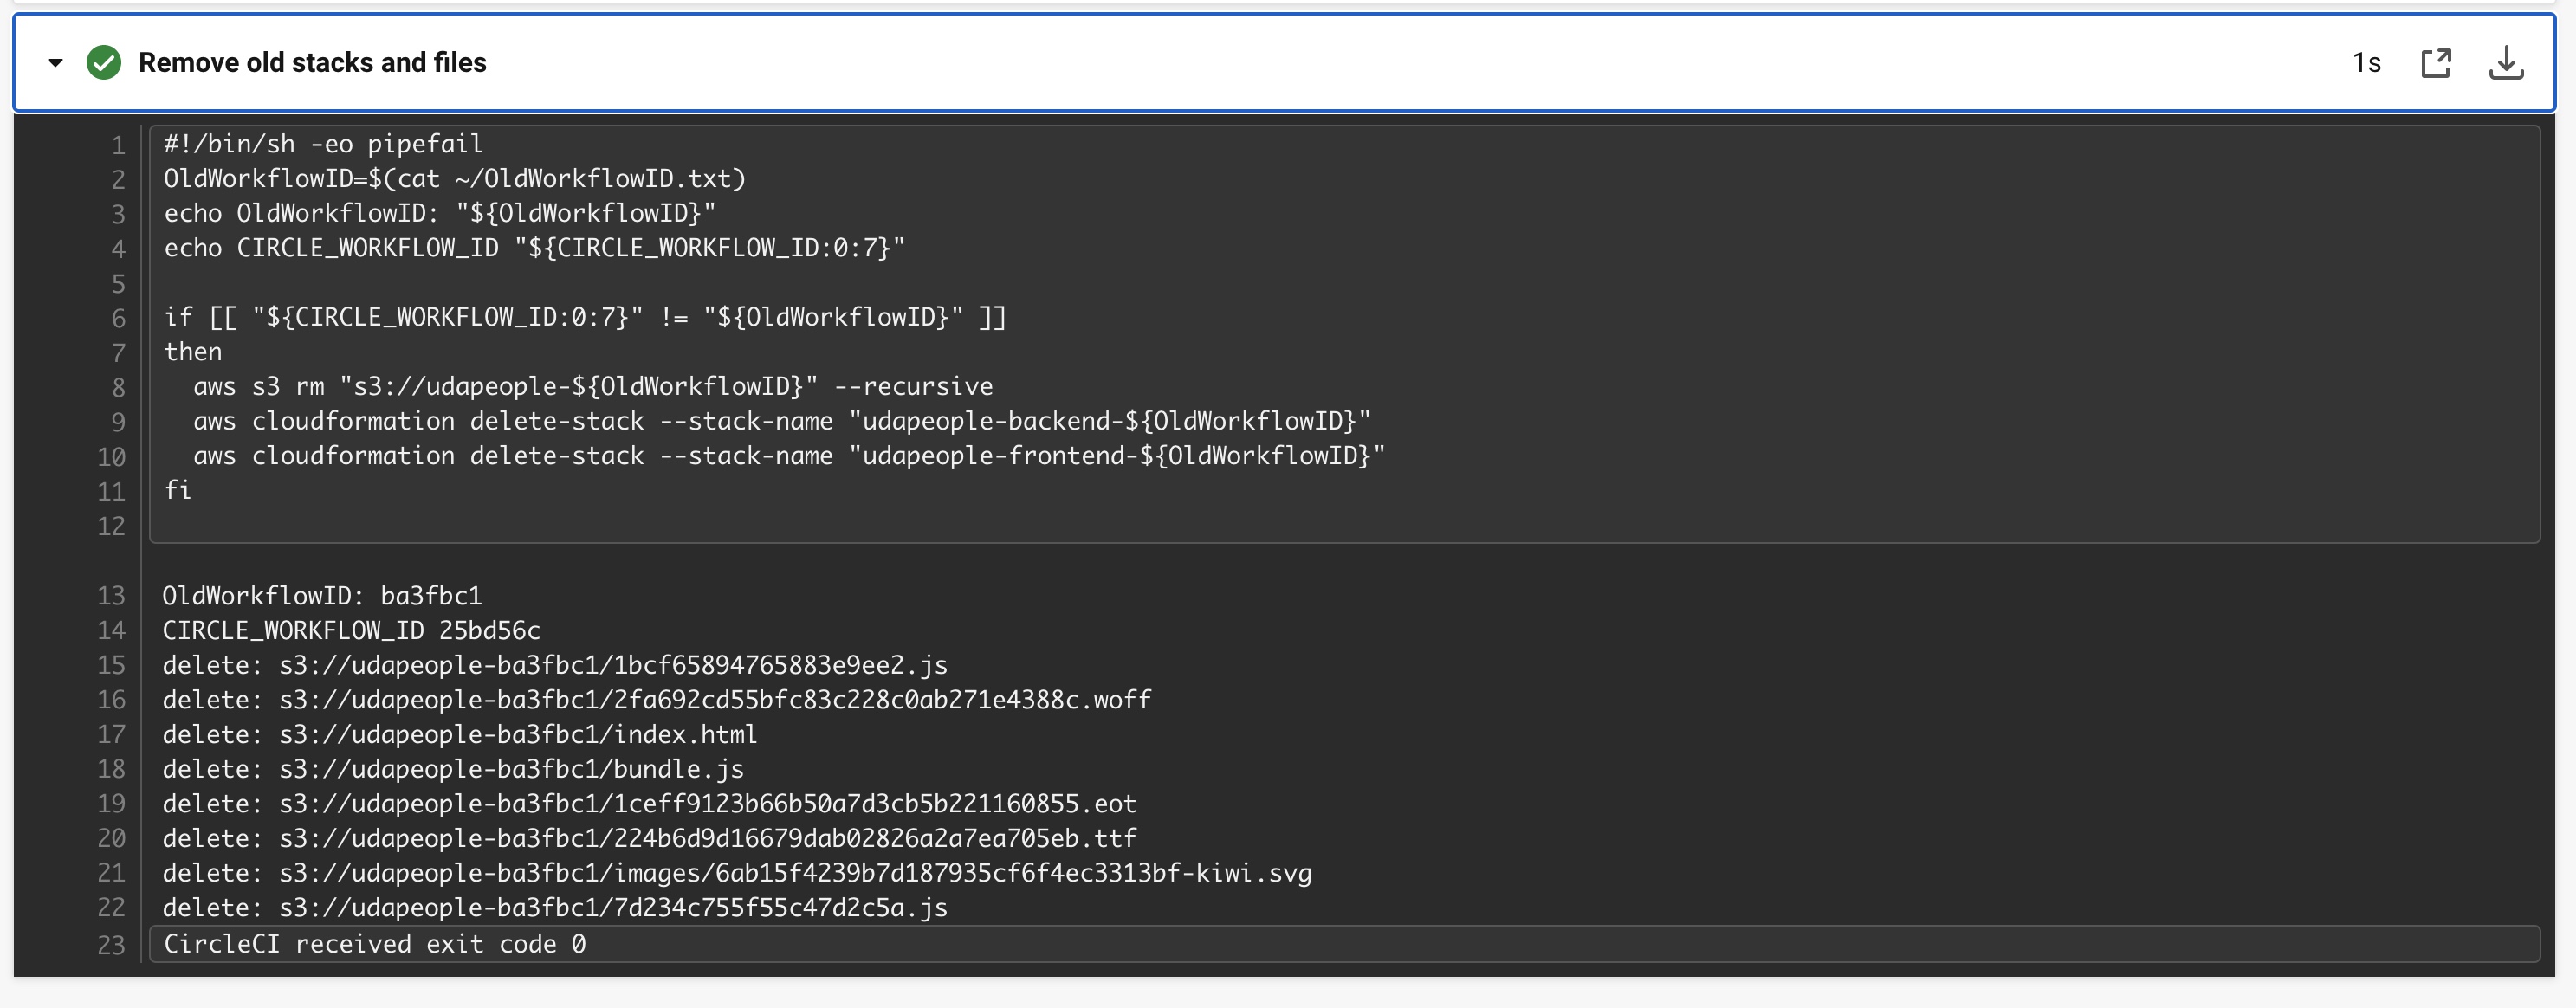 Remove old stacks and files 1s
1 #!/bin/sh -eo pipefail
2 OldWorkflowID=$(cat ~/OldWorkflowID.txt)
3 echo OldWorkflowID: "${OldWorkflowID}"
4 echo CIRCLE_WORKFLOW_ID "${CIRCLE_WORKFLOW_ID:0:7}"
5
6 if [[ "${CIRCLE_WORKFLOW_ID:0:7}" != "${OldWorkflowID}" ]]
7 then
8 aws s3 rm "s3://udapeople-${OldWorkflowID}" --recursive
9 aws cloudformation delete-stack --stack-name "udapeople-backend-${OldWorkflowID}"
10 aws cloudformation delete-stack --stack-name "udapeople-frontend-${OldWorkflowID}"
11 fi
12
13 OldWorkflowID: ba3fbc1
14 CIRCLE_WORKFLOW_ID 25bd56c
15 delete: s3://udapeople-ba3fbc1/1bcf65894765883e9ee2.js
16 delete: s3://udapeople-ba3fbc1/2fa692cd55bfc83c228c0ab271e4388c.woff
17 delete: s3://udapeople-ba3fbc1/index.html
18 delete: s3://udapeople-ba3fbc1/bundle.js
19 delete: s3://udapeople-ba3fbc1/1ceff9123b66b50a7d3cb5b221160855.eot
20 delete: s3://udapeople-ba3fbc1/224b6d9d16679dab02826a2a7ea705eb.ttf
21 delete: s3://udapeople-ba3fbc1/images/6ab15f4239b7d187935cf6f4ec3313bf-kiwi.svg
22 delete: s3://udapeople-ba3fbc1/7d234c755f55c47d2c5a.js
23 CircleCI received exit code 0